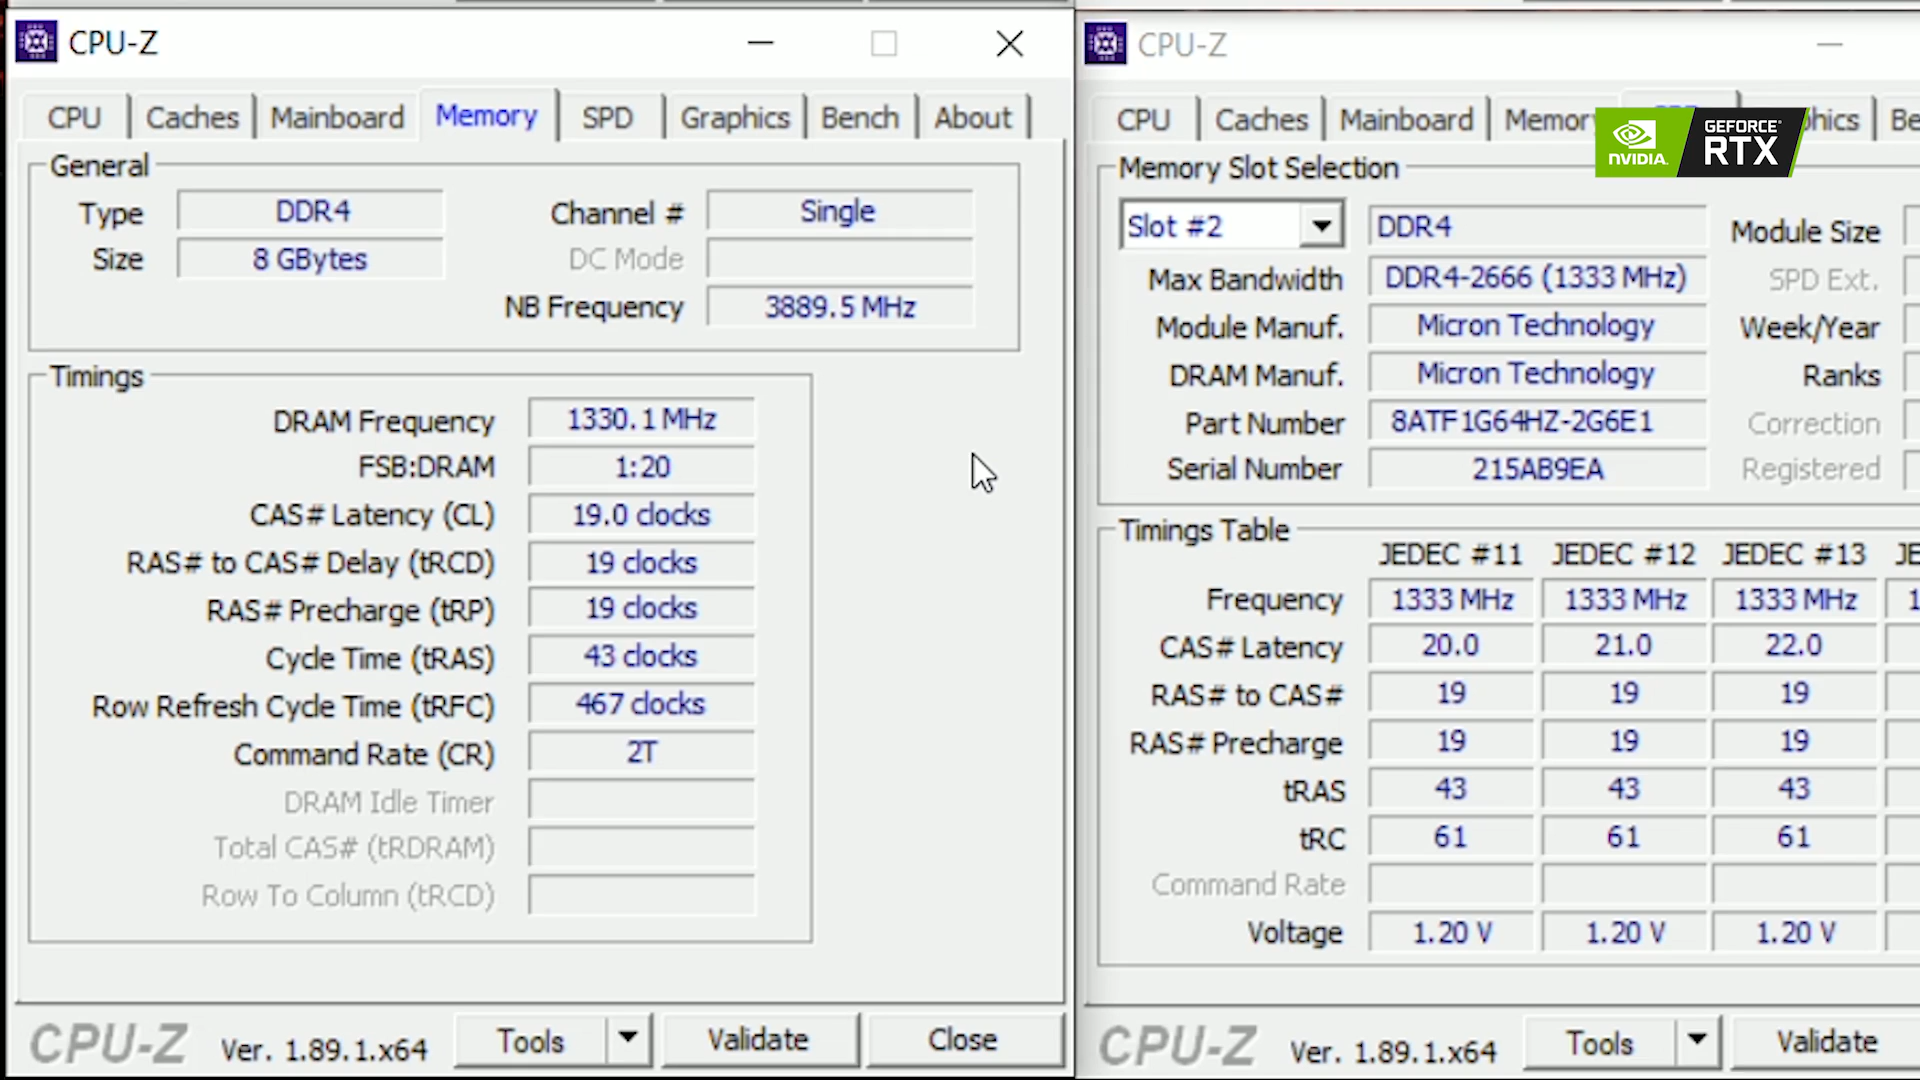 CPU-Z
CPU Caches Mainboard Memory SPD Graphics Bench About
General
Type DDR4 Channel # Single
Size 8 GBytes DC Mode
NB Frequency 3889.5 MHz
Timings
DRAM Frequency 1330.1 MHz
FSB:DRAM 1:20
CAS# Latency (CL) 19.0 clocks
RAS# to CAS# Delay (tRCD) 19 clocks
RAS# Precharge (tRP) 19 clocks
Cycle Time (tRAS) 43 clocks
Row Refresh Cycle Time (tRFC) 467 clocks
Command Rate (CR) 2T
DRAM Idle Timer
Total CAS# (tRDRAM)
Row To Column (tRCD)
CPU-Z Ver. 1.89.1.x64 Tools Validate Close
CPU-Z
CPU Caches Mainboard Memory
NVIDIA. GEFORCE RTX
Memory Slot Selection
Slot #2 DDR4 Module Size
Max Bandwidth DDR4-2666 (1333 MHz) SPD Ext.
Module Manuf. Micron Technology Week/Year
DRAM Manuf. Micron Technology Ranks
Part Number 8ATF1G64HZ-2G6E1 Correction
Serial Number 215AB9EA Registered
Timings Table
JEDEC #11 JEDEC #12 JEDEC #13
Frequency 1333 MHz 1333 MHz 1333 MHz
CAS# Latency 20.0 21.0 22.0
RAS# to CAS# 19 19 19
RAS# Precharge 19 19 19
tRAS 43 43 43
tRC 61 61 61
Command Rate
Voltage 1.20 V 1.20 V 1.20 V
CPU-Z Ver. 1.89.1.x64 Tools Validate